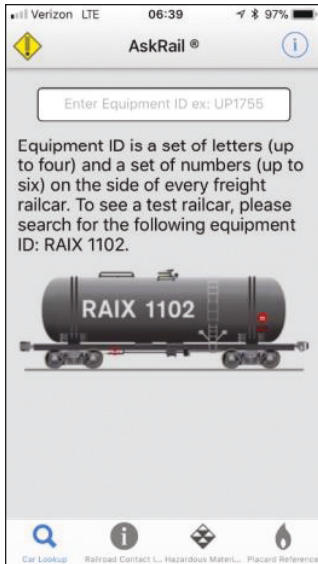 Verizon LTE 06:39 97%
AskRail ®
Enter Equipment ID ex: UP1755
Equipment ID is a set of letters (up
to four) and a set of numbers (up to
six) on the side of every freight
railcar. To see a test railcar, please
search for the following equipment
ID: RAIX 1102.
RAIX 1102
Car Lookup Railroad Contact I... Hazardous Materi... Placard Reference